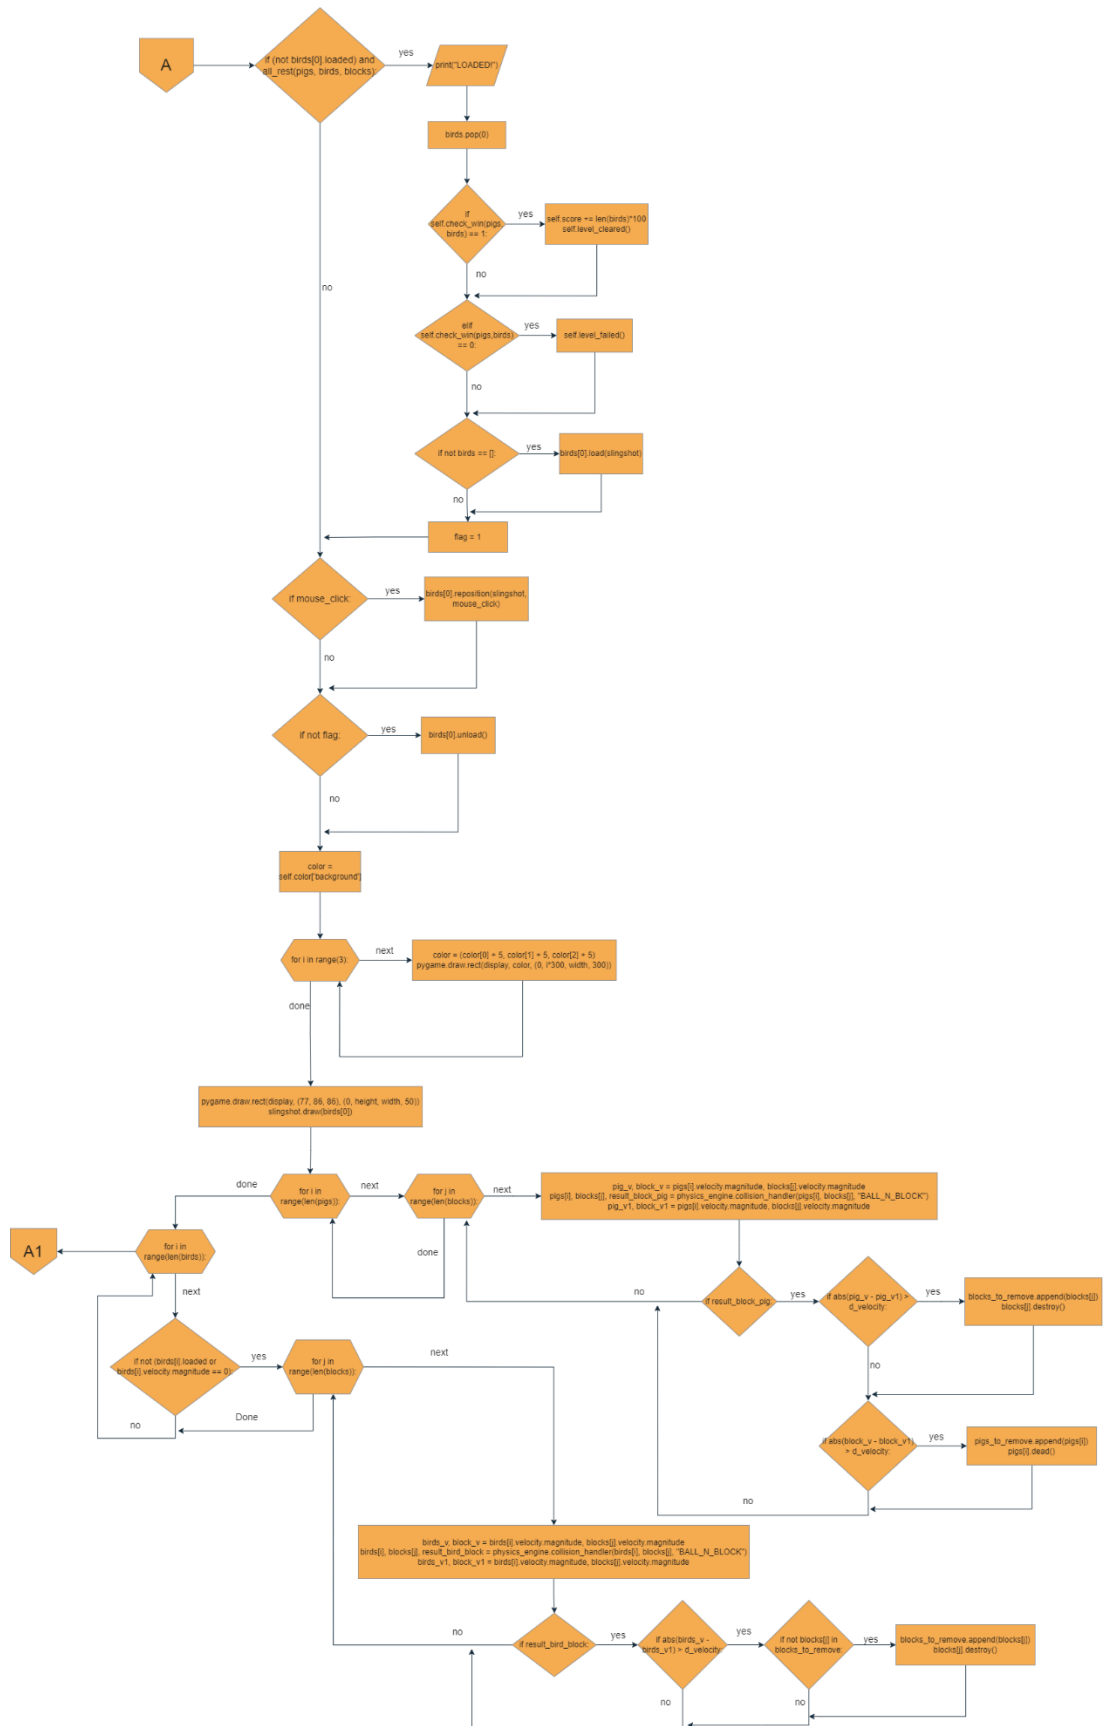 A
if (not birds[0].loaded) and
all_rest(pigs, birds, blocks):
yes
print("LOADED!")
birds.pop(0)
if
self.check_win(pigs,
birds) == 1:
yes
self.score += len(birds)*100
self.level_cleared()
no
no
elif
self.check_win(pigs,birds)
== 0:
yes
self.level_failed()
no
if not birds == []:
yes
birds[0].load(slingshot)
no
flag = 1
if mouse_click:
yes
birds[0].reposition(slingshot,
mouse_click)
no
if not flag:
yes
birds[0].unload()
no
color =
self.color['background']
for i in range(3):
next
color = (color[0] + 5, color[1] + 5, color[2] + 5)
pygame.draw.rect(display, color, (0, i*300, width, 300))
done
pygame.draw.rect(display, (77, 86, 86), (0, height, width, 50))
slingshot.draw(birds[0])
done
for i in
range(len(pigs)):
next
for j in
range(len(blocks)):
next
pig_v, block_v = pigs[i].velocity.magnitude, blocks[j].velocity.magnitude
pigs[i], blocks[j], result_block_pig = physics_engine.collision_handler(pigs[i], blocks[j], "BALL_N_BLOCK")
pig_v1, block_v1 = pigs[i].velocity.magnitude, blocks[j].velocity.magnitude
A1
for i in
range(len(birds)):
done
next
no
if result_block_pig:
yes
if abs(pig_v - pig_v1) >
d_velocity:
yes
blocks_to_remove.append(blocks[j])
blocks[j].destroy()
if not (birds[i].loaded or
birds[i].velocity.magnitude == 0):
yes
for j in
range(len(blocks)):
next
no
Done
no
if abs(block_v - block_v1)
> d_velocity:
yes
pigs_to_remove.append(pigs[i])
pigs[i].dead()
no
birds_v, block_v = birds[i].velocity.magnitude, blocks[j].velocity.magnitude
birds[i], blocks[j], result_bird_block = physics_engine.collision_handler(birds[i], blocks[j], "BALL_N_BLOCK")
birds_v1, block_v1 = birds[i].velocity.magnitude, blocks[j].velocity.magnitude
no
if result_bird_block:
yes
if abs(birds_v -
birds_v1) > d_velocity:
yes
if not blocks[j] in
blocks_to_remove:
yes
blocks_to_remove.append(blocks[j])
blocks[j].destroy()
no
no